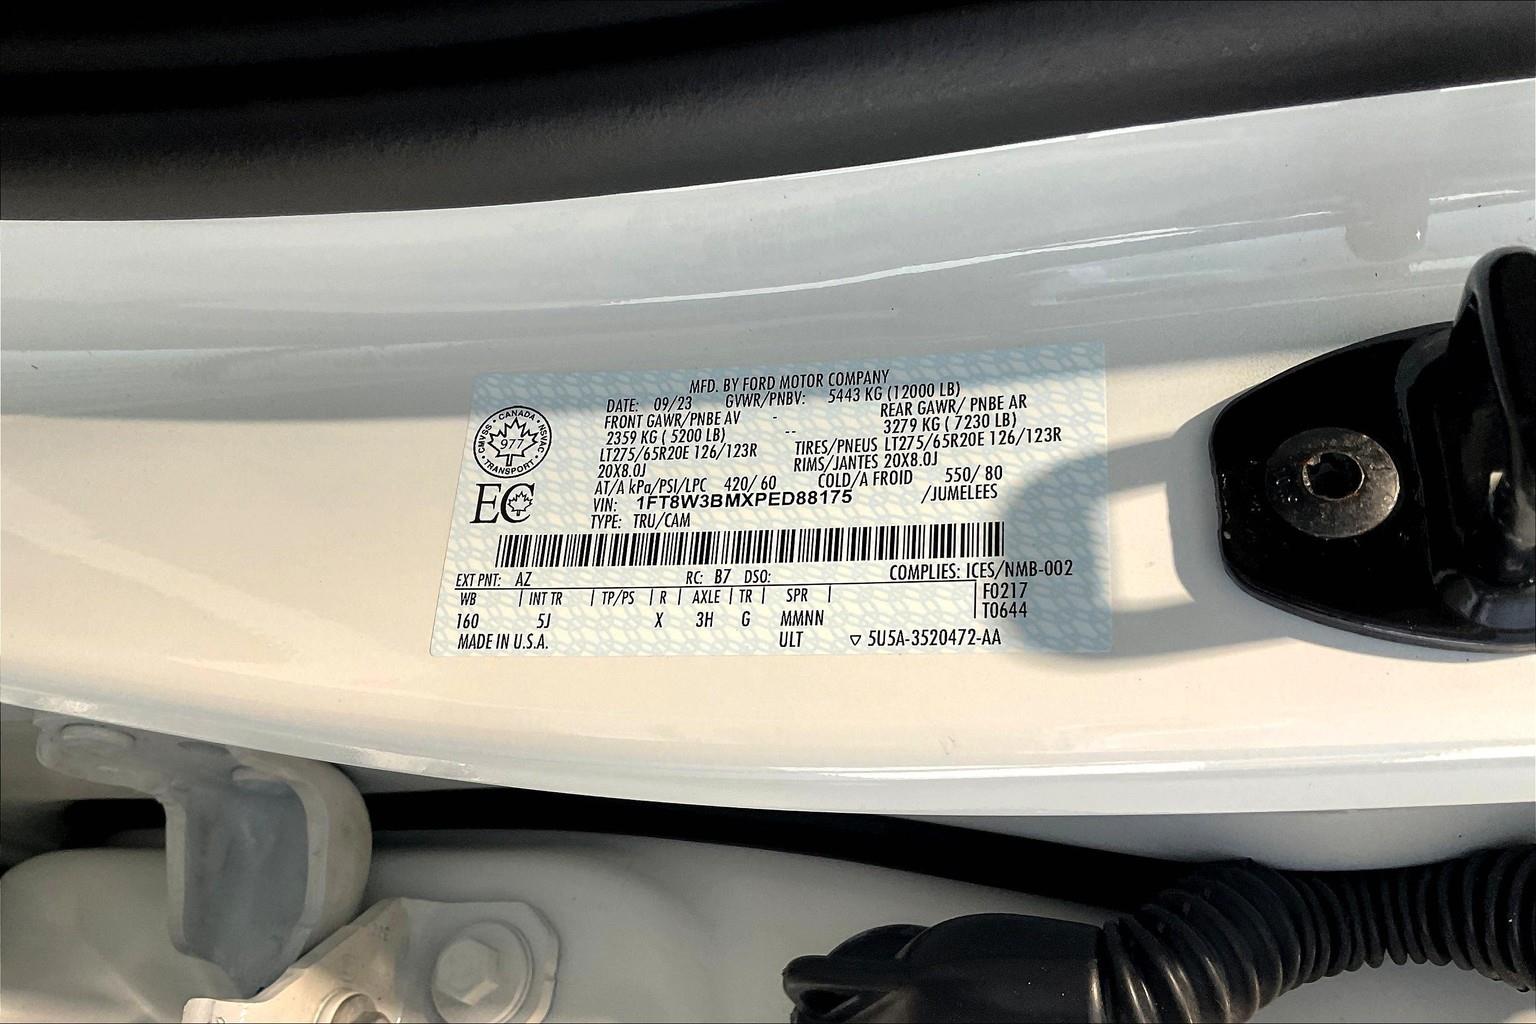 MFD. BY FORD MOTOR COMPANY
DATE: 09/23 GVWR/PNBV: 5443 KG (12000 LB)
FRONT GAWR/PNBE AV - REAR GAWR/ PNBE AR
2359 KG ( 5200 LB) -- 3279 KG ( 7230 LB)
LT275/65R20E 126/123R TIRES/PNEUS LT275/65R20E 126/123R
20X8.0J RIMS/JANTES 20X8.0J
AT/A kPa/PSI/LPC 420/ 60 COLD/A FROID 550/ 80
VIN: 1FT8W3BMXPED88175 /JUMELEES
TYPE: TRU/CAM
CANADA
CMVSS · NSVAC
977
TRANSPORT
EC
EXT PNT: AZ RC: B7 DSO: COMPLIES: ICES/NMB-002
WB | INT TR | TP/PS | R | AXLE | TR | SPR | F0217
160 5J X 3H G MMNN T0644
MADE IN U.S.A. ULT ▽ 5U5A-3520472-AA